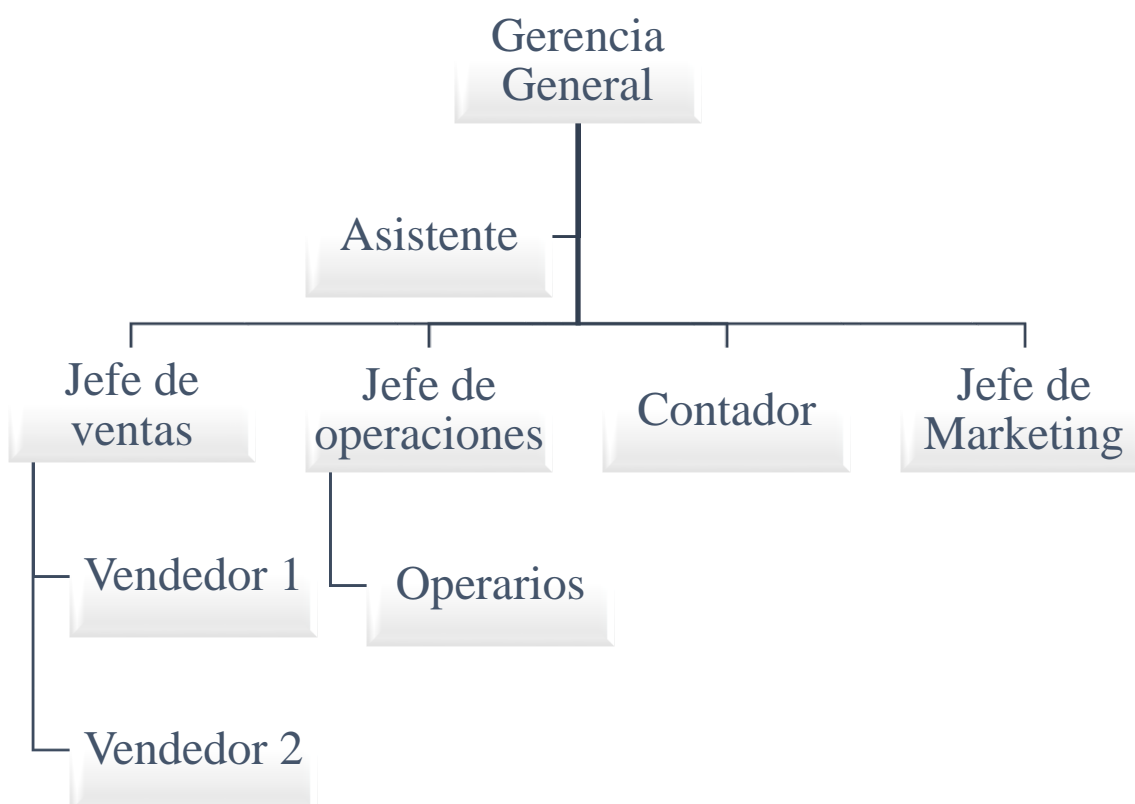 Gerencia
General
Asistente
Jefe de
ventas
Jefe de
operaciones
Contador
Jefe de
Marketing
Vendedor 1
Operarios
Vendedor 2